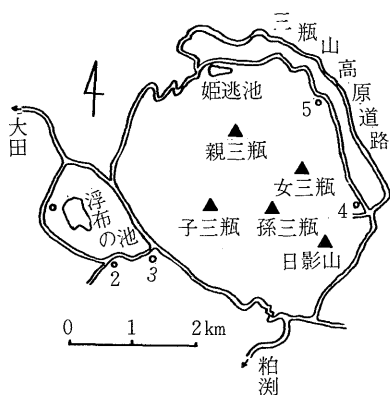 三瓶山高原道路
姫逃池
5
大田
親三瓶
女三瓶
浮布の池
子三瓶
孫三瓶
4
日影山
2
3
0 1 2km
粕渕